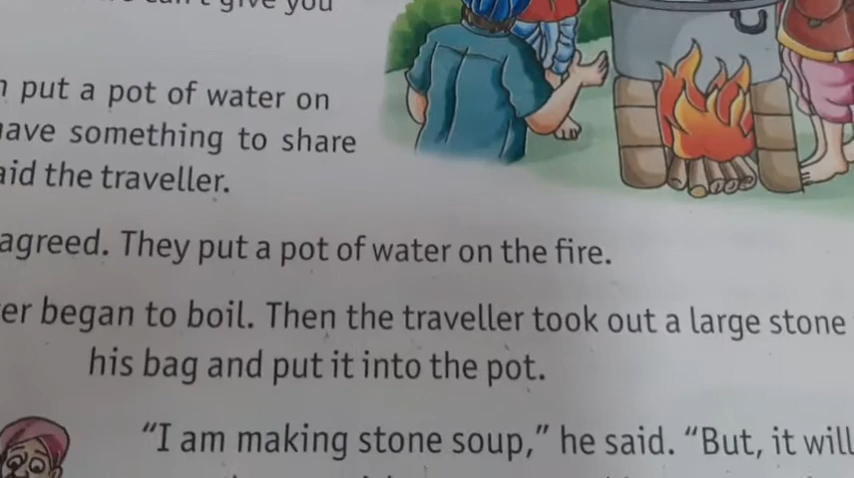 can't give you
put a pot of water on
have something to share
said the traveller.
agreed. They put a pot of water on the fire.
er began to boil. Then the traveller took out a large stone
his bag and put it into the pot.
“I am making stone soup,” he said. “But, it will